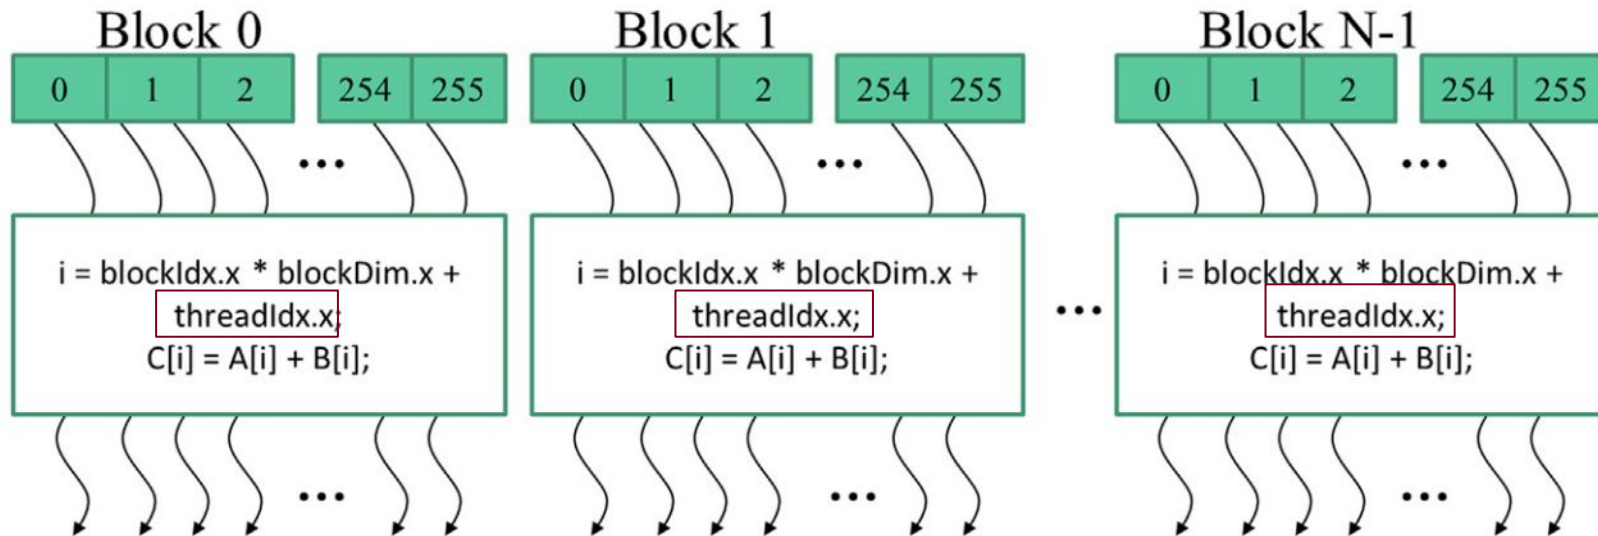 Block 0
0 1 2 254 255
...
i = blockIdx.x * blockDim.x +
threadIdx.x;
C[i] = A[i] + B[i];
...
Block 1
0 1 2 254 255
...
i = blockIdx.x * blockDim.x +
threadIdx.x;
C[i] = A[i] + B[i];
...
...
Block N-1
0 1 2 254 255
...
i = blockIdx.x * blockDim.x +
threadIdx.x;
C[i] = A[i] + B[i];
...